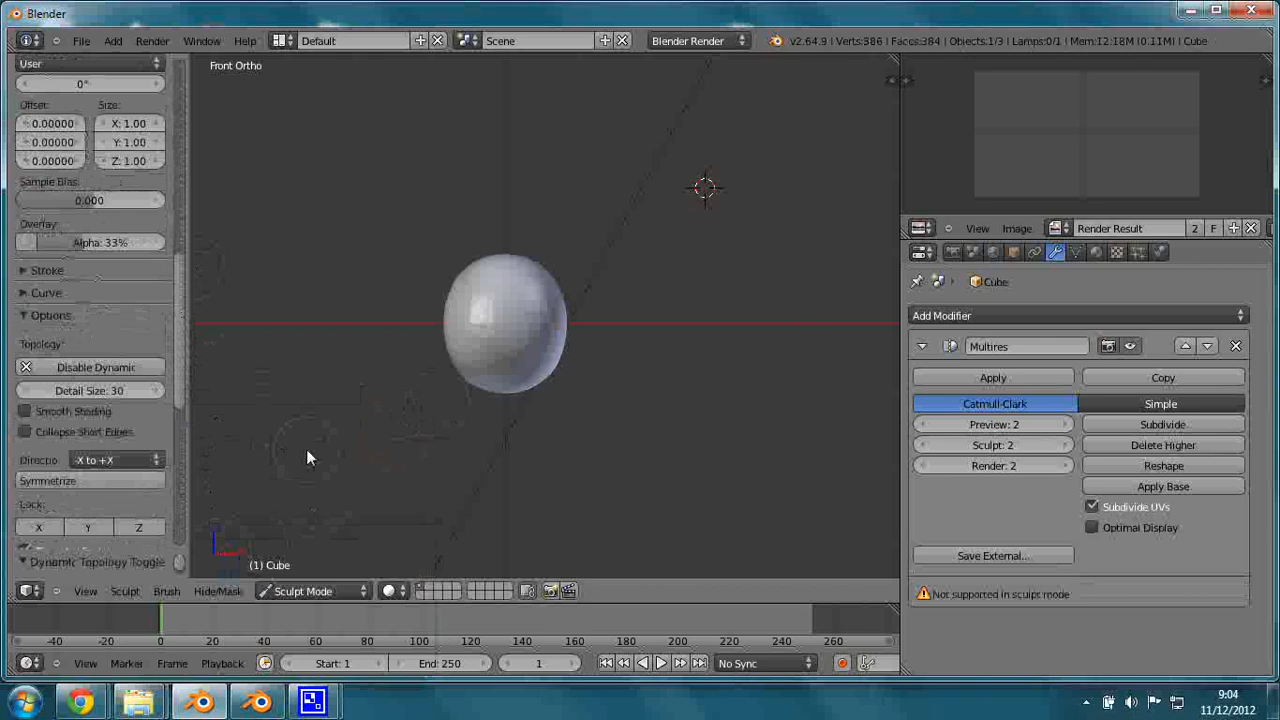 Blender
File Add Render Window Help Default Scene Blender Render v2.64.9 | Verts:386 | Faces:384 | Objects:1/3 | Lamps:0/1 | Mem:12.18M (0.11M) | Cube
User
0°
Offset: Size:
0.00000 X: 1.00
0.00000 Y: 1.00
0.00000 Z: 1.00
Sample Bias:
0.000
Overlay:
Alpha: 33%
Stroke
Curve
Options
Topology:
Disable Dynamic
Detail Size: 30
Smooth Shading
Collapse Short Edges
Directio -X to +X
Symmetrize
Lock:
X Y Z
Dynamic Topology Toggle
Front Ortho
(1) Cube
View Sculpt Brush Hide/Mask Sculpt Mode
View Image Render Result 2 F
Cube
Add Modifier
Multires
Apply Copy
Catmull-Clark Simple
Preview: 2 Subdivide
Sculpt: 2 Delete Higher
Render: 2 Reshape
Apply Base
Subdivide UVs
Optimal Display
Save External...
Not supported in sculpt mode
-40 -20 0 20 40 60 80 100 120 140 160 180 200 220 240 260
View Marker Frame Playback Start: 1 End: 250 1 No Sync
9:04
11/12/2012